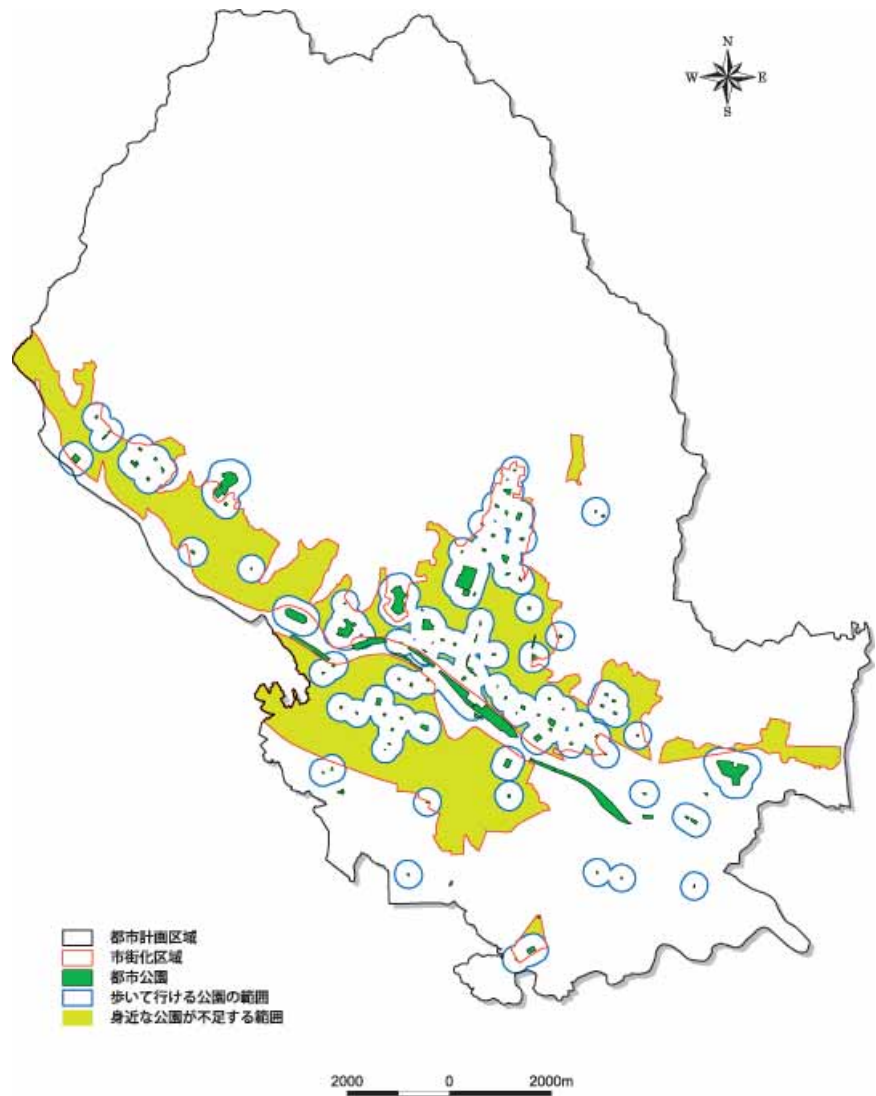 N
W E
S
都市計画区域
市街化区域
都市公園
歩いて行ける公園の範囲
身近な公園が不足する範囲
2000 0 2000m